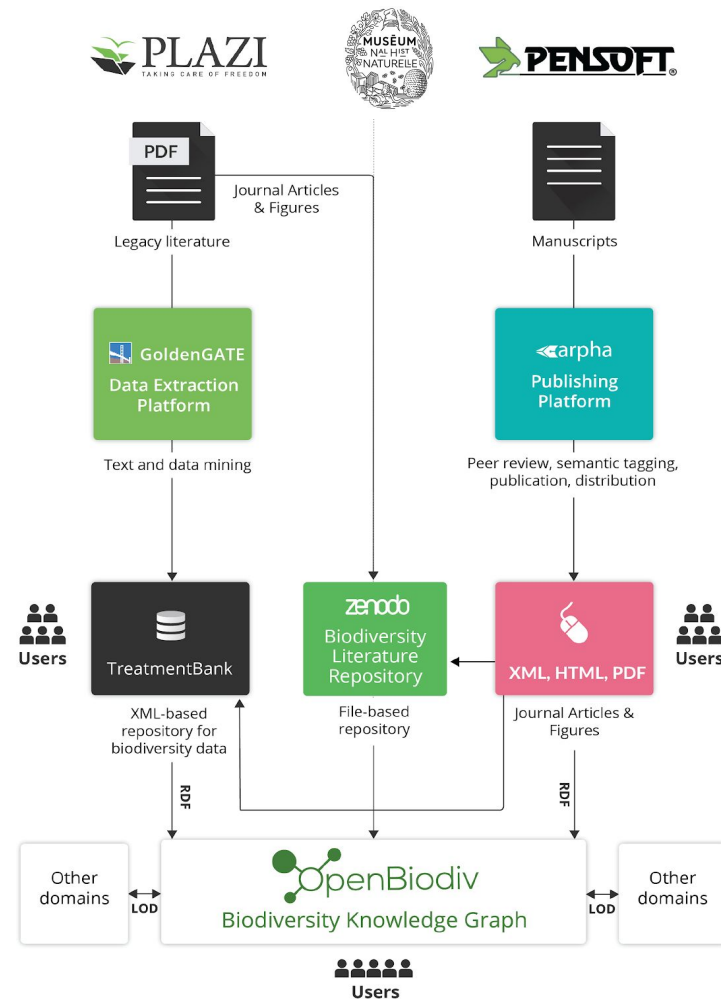 PLAZI
TAKING CARE OF FREEDOM
MUSĒUM
NAL HIST
NATURELLE
PENSOFT®
PDF
Journal Articles
& Figures
Legacy literature
Manuscripts
GoldenGATE
Data Extraction
Platform
arpha
Publishing
Platform
Text and data mining
Peer review, semantic tagging,
publication, distribution
Users
TreatmentBank
zenodo
Biodiversity
Literature
Repository
XML, HTML, PDF
Users
XML-based
repository for
biodiversity data
File-based
repository
Journal Articles &
Figures
RDF
RDF
Other
domains
LOD
OpenBiodiv
Biodiversity Knowledge Graph
LOD
Other
domains
Users